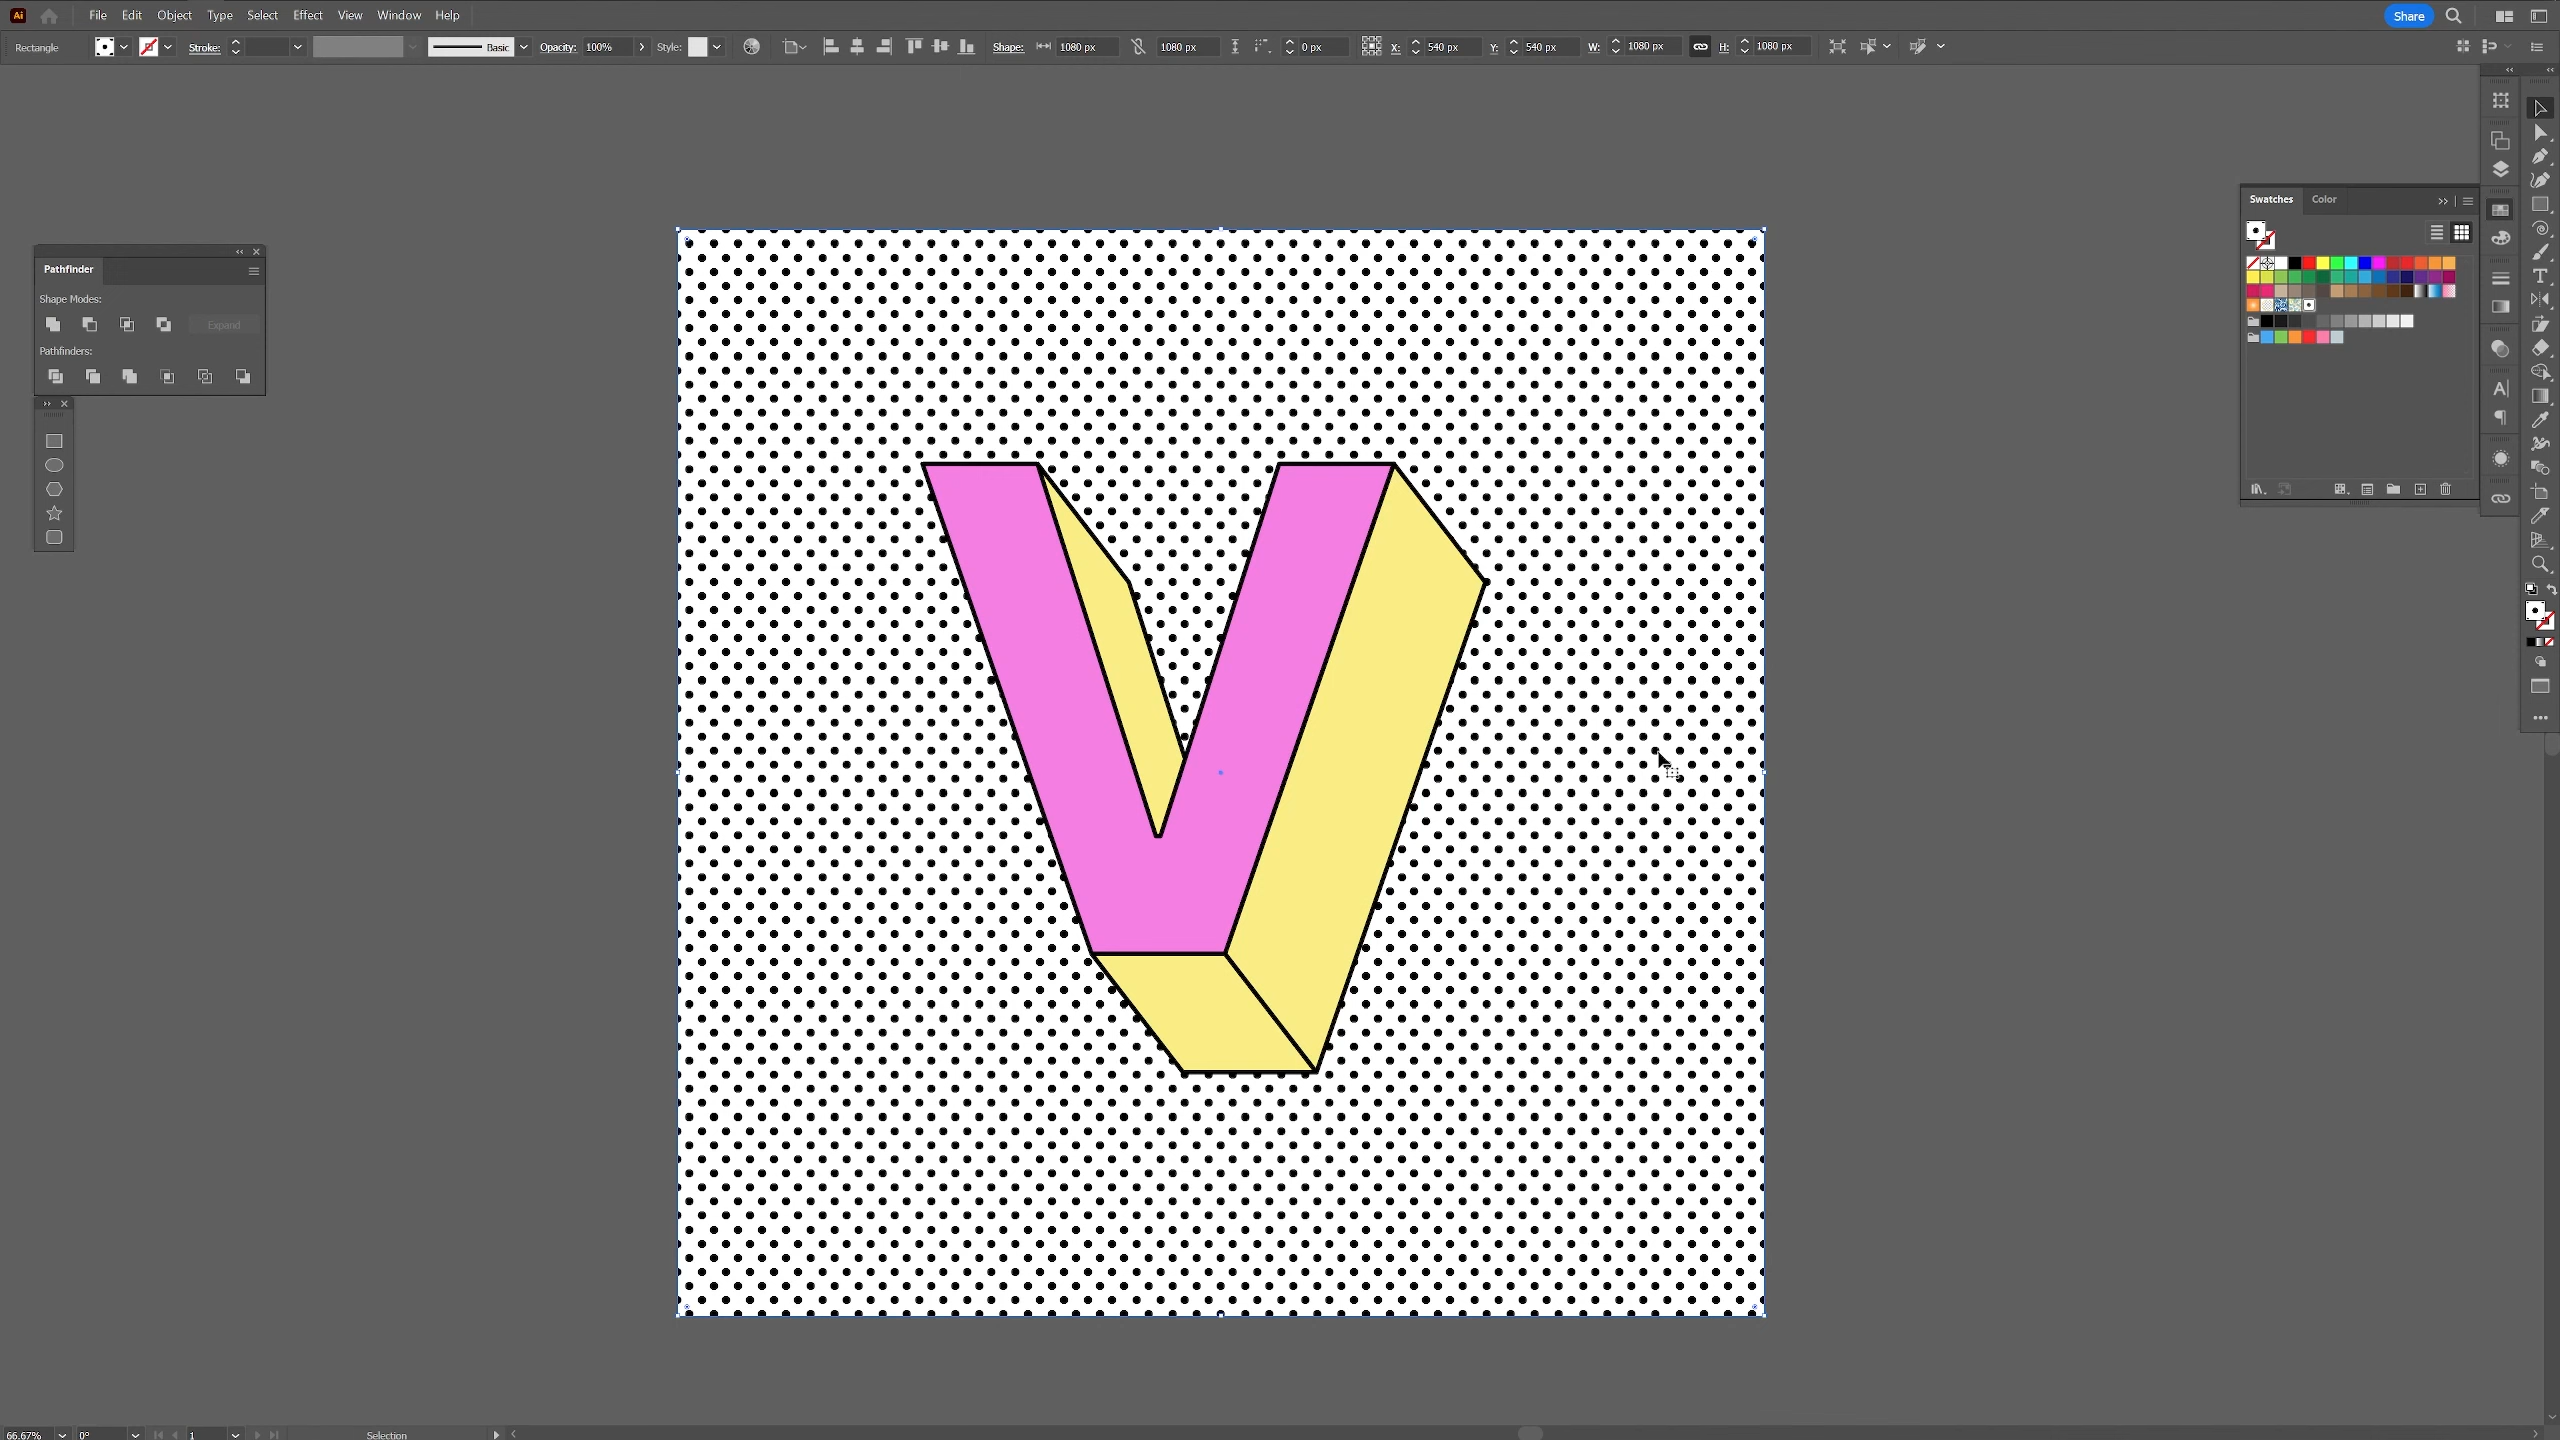 Ai File Edit Object Type Select Effect View Window Help Share
Rectangle Stroke: Basic Opacity: 100% Style: Shape: 1080 px 1080 px 0 px X: 540 px Y: 540 px W: 1080 px H: 1080 px
Swatches Color
Pathfinder
Shape Modes:
Expand
Pathfinders:
V
66.67% 0° 1 Selection